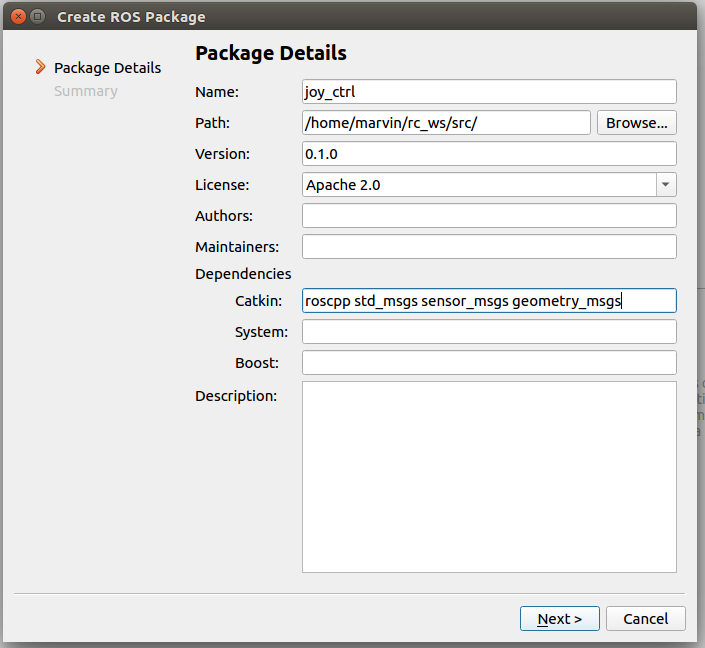 Create ROS Package
Package Details
Summary
Package Details
Name: joy_ctrl
Path: /home/marvin/rc_ws/src/ Browse...
Version: 0.1.0
License: Apache 2.0
Authors:
Maintainers:
Dependencies
Catkin: roscpp std_msgs sensor_msgs geometry_msgs
System:
Boost:
Description:
Next > Cancel